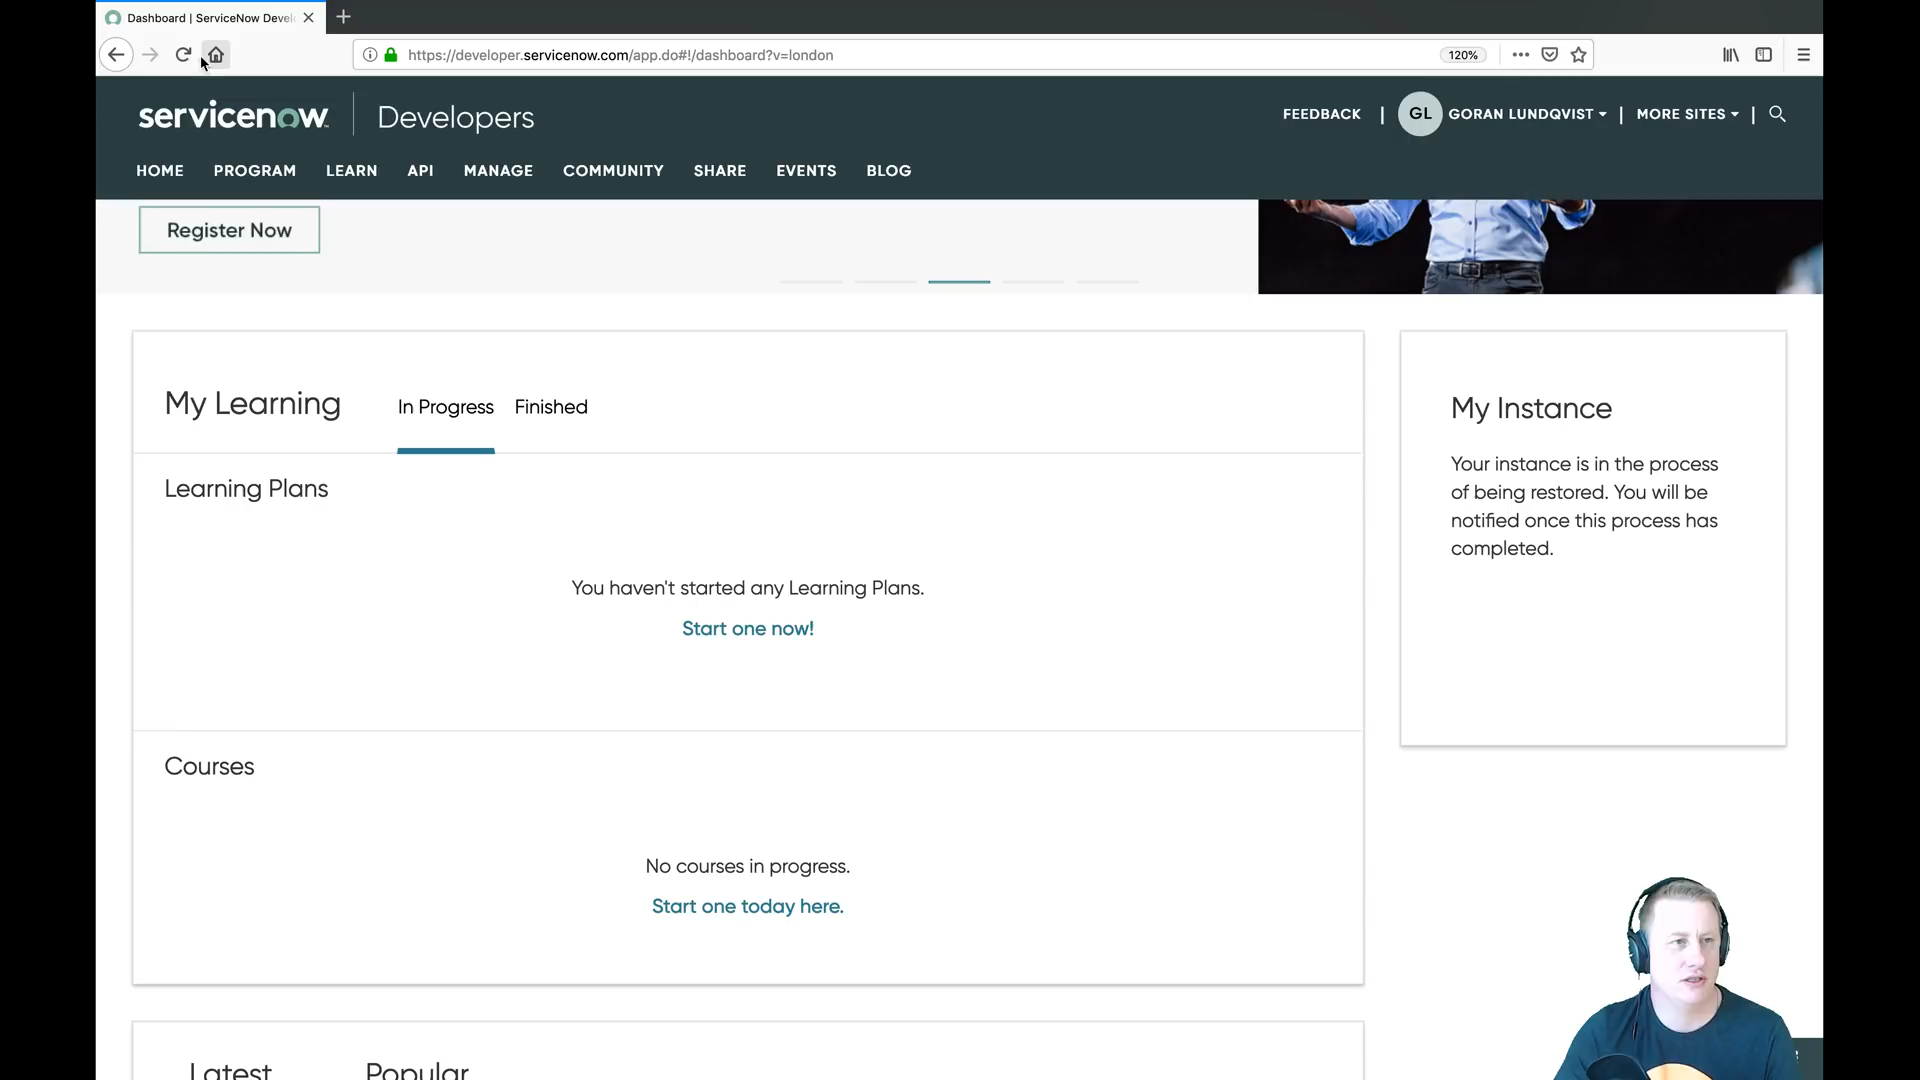 Dashboard | ServiceNow Devel
https://developer.servicenow.com/app.do#!/dashboard?v=london
120%
servicenow
Developers
FEEDBACK | GL GORAN LUNDQVIST | MORE SITES |
HOME PROGRAM LEARN API MANAGE COMMUNITY SHARE EVENTS BLOG
Register Now
My Learning In Progress Finished
Learning Plans
You haven't started any Learning Plans.
Start one now!
Courses
No courses in progress.
Start one today here.
My Instance
Your instance is in the process
of being restored. You will be
notified once this process has
completed.
Latest Popular